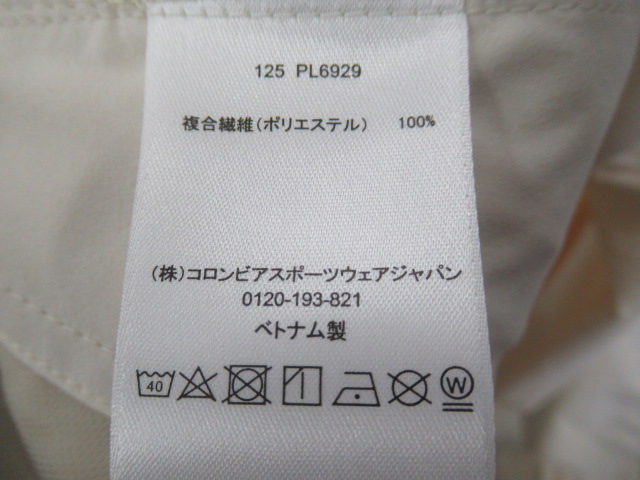 125 PL6929
複合繊維(ポリエステル) 100%
(株)コロンビアスポーツウェアジャパン
0120-193-821
ベトナム製
40 W